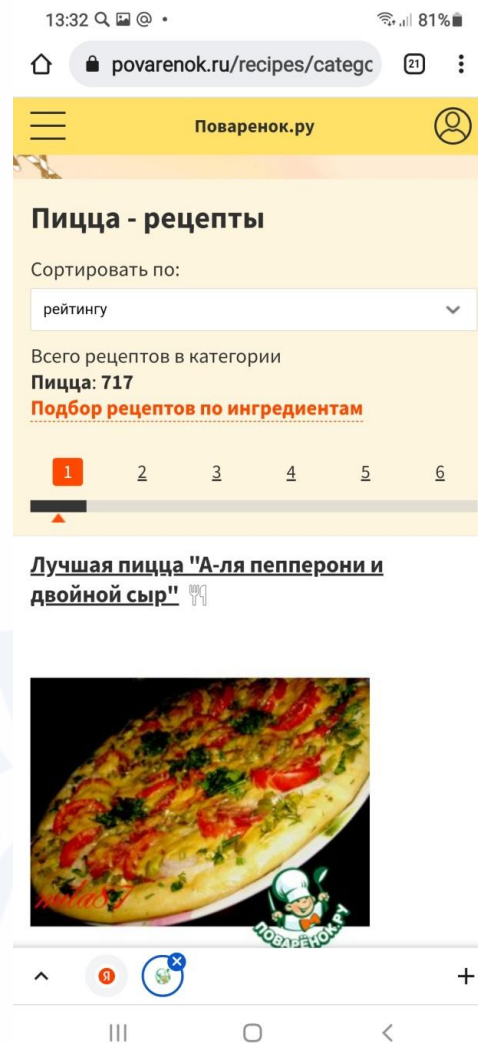 13:32
81%
povarenok.ru/recipes/catego
21
Поваренок.ру
Пицца - рецепты
Сортировать по:
рейтингу
Всего рецептов в категории
Пицца: 717
Подбор рецептов по ингредиентам
1 2 3 4 5 6
Лучшая пицца "А-ля пепперони и
двойной сыр"
ПОВАРЁНОК.РУ
Я